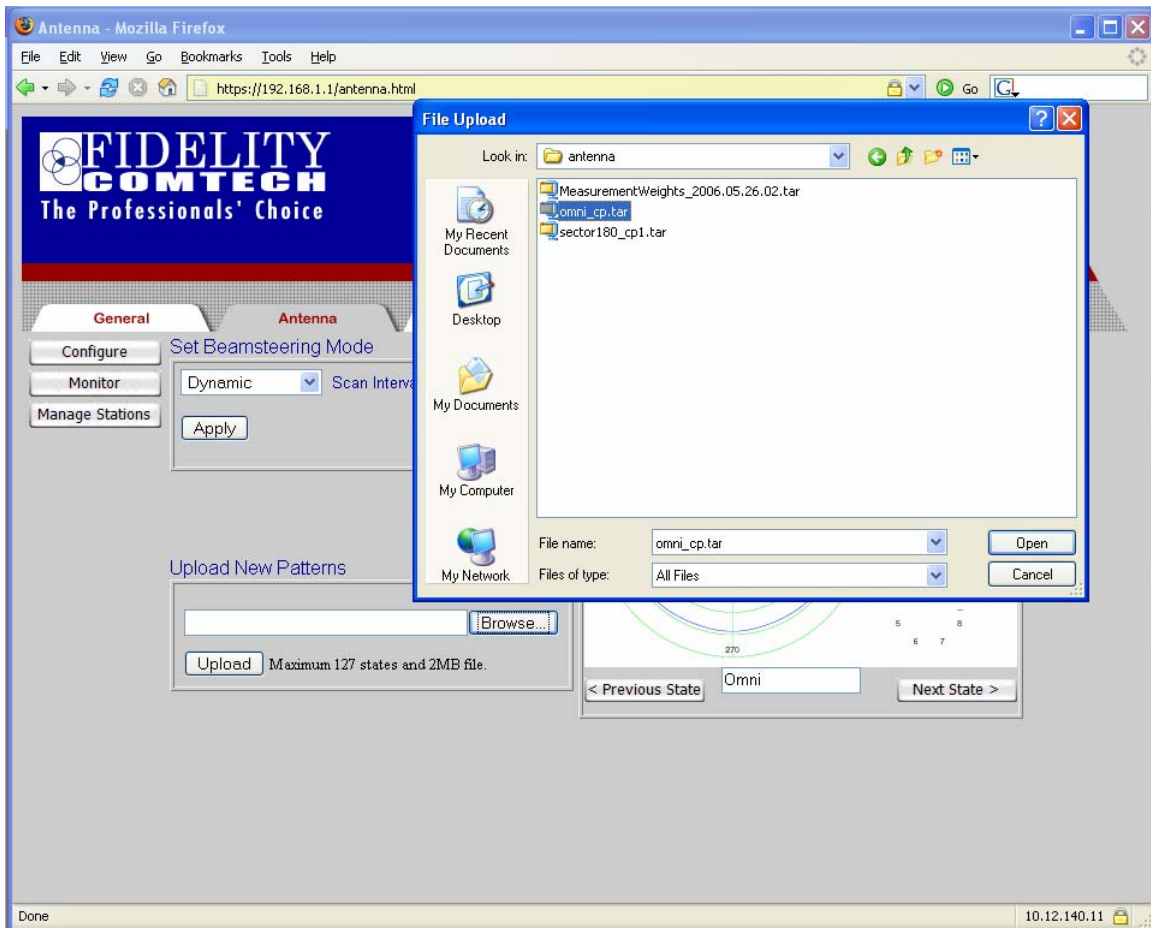 Antenna - Mozilla Firefox
File Edit View Go Bookmarks Tools Help
https://192.168.1.1/antenna.html
Go
G
FIDELITY
COMTECH
The Professionals' Choice
General
Antenna
Configure
Monitor
Manage Stations
Set Beamsteering Mode
Dynamic
Scan Interva
Apply
Upload New Patterns
Browse...
Upload
Maximum 127 states and 2MB file.
File Upload
Look in:
antenna
My Recent
Documents
Desktop
My Documents
My Computer
My Network
MeasurementWeights_2006.05.26.02.tar
omni_cp.tar
sector180_cp1.tar
File name:
omni_cp.tar
Open
Files of type:
All Files
Cancel
270
5
8
6
7
< Previous State
Omni
Next State >
Done
10.12.140.11